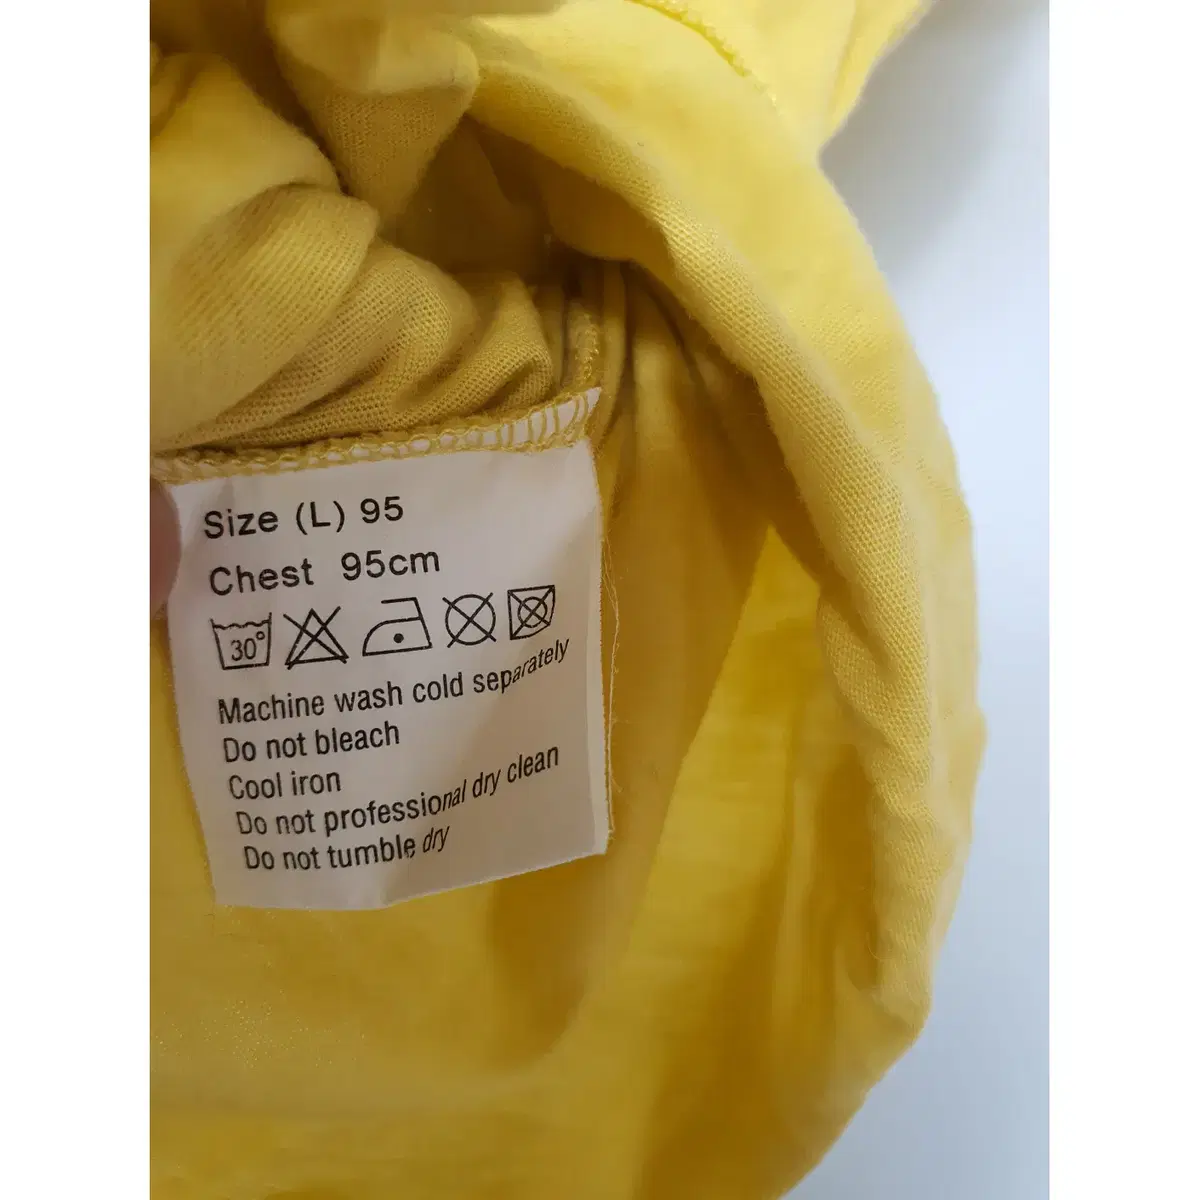 Size (L) 95
Chest 95cm
30°
Machine wash cold separately
Do not bleach
Cool iron
Do not professional dry clean
Do not tumble dry